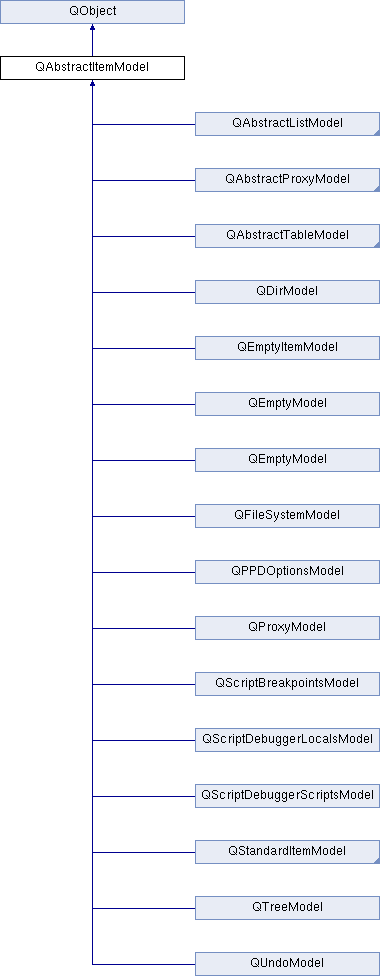 QObject
QAbstractItemModel
QAbstractListModel
QAbstractProxyModel
QAbstractTableModel
QDirModel
QEmptyItemModel
QEmptyModel
QEmptyModel
QFileSystemModel
QPPDOptionsModel
QProxyModel
QScriptBreakpointsModel
QScriptDebuggerLocalsModel
QScriptDebuggerScriptsModel
QStandardItemModel
QTreeModel
QUndoModel